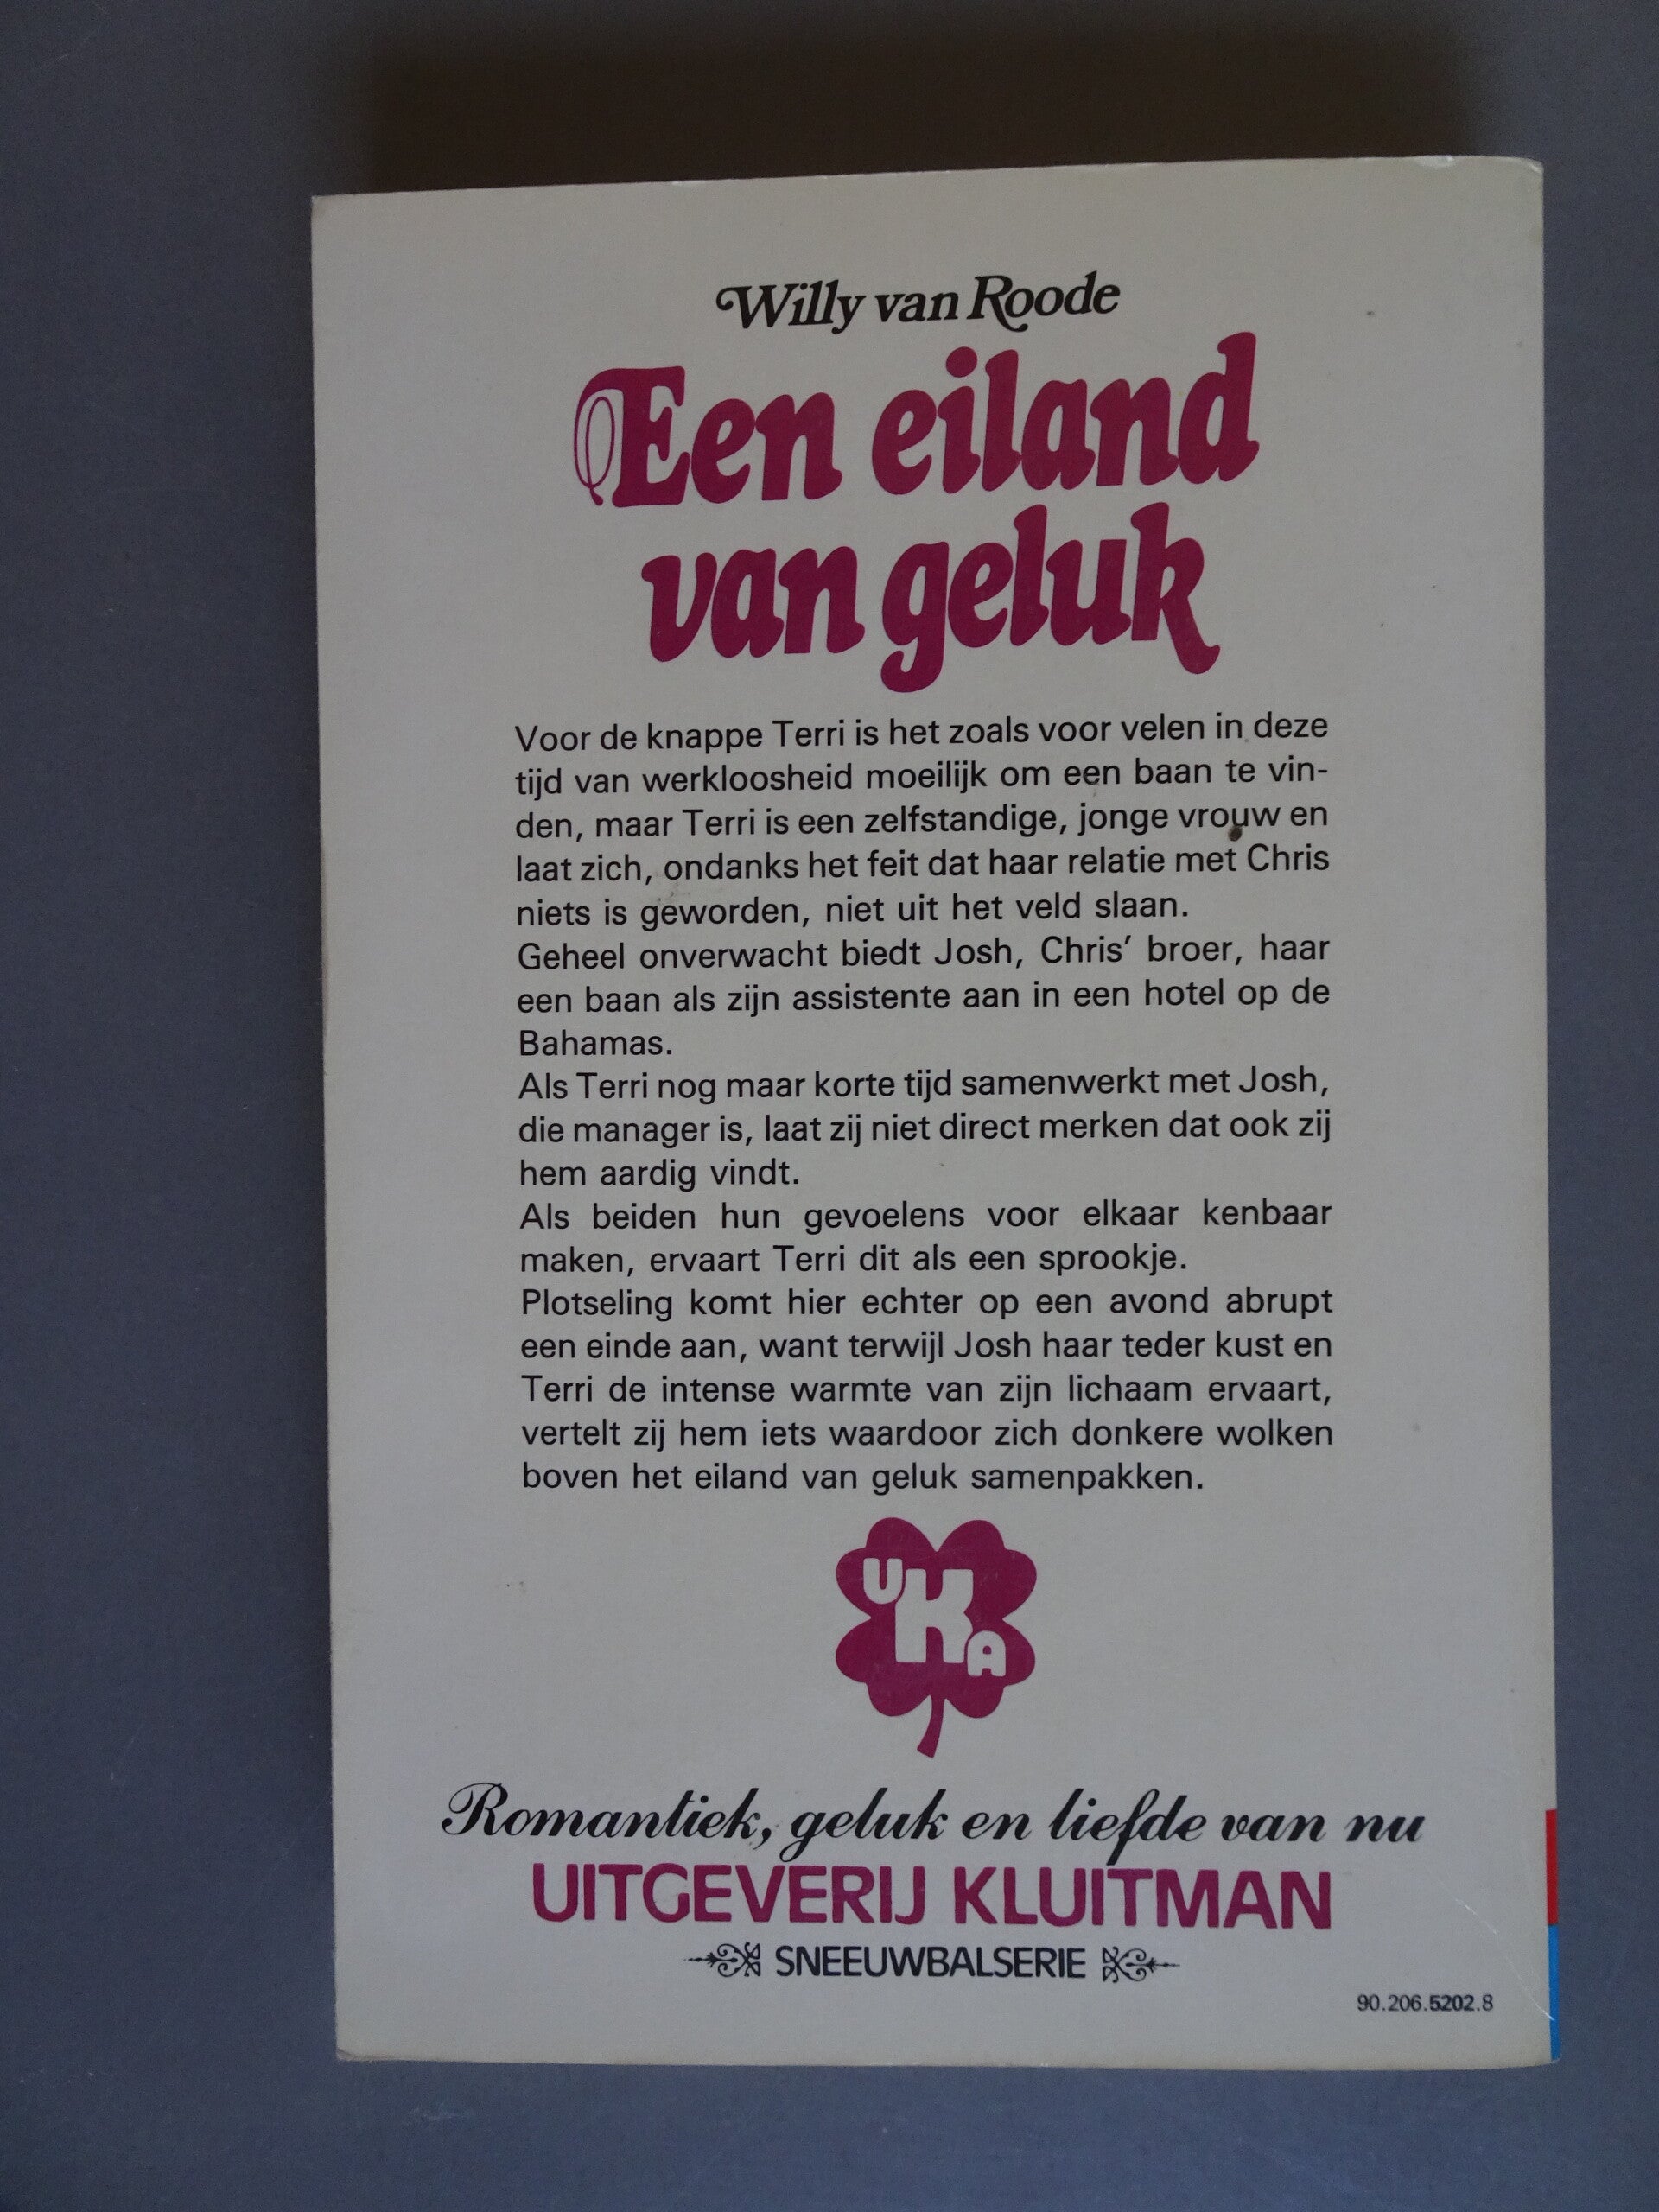 Willy van Roode
Een eiland
van geluk
Voor de knappe Terri is het zoals voor velen in deze
tijd van werkloosheid moeilijk om een baan te vin-
den, maar Terri is een zelfstandige, jonge vrouw en
laat zich, ondanks het feit dat haar relatie met Chris
niets is geworden, niet uit het veld slaan.
Geheel onverwacht biedt Josh, Chris’ broer, haar
een baan als zijn assistente aan in een hotel op de
Bahamas.
Als Terri nog maar korte tijd samenwerkt met Josh,
die manager is, laat zij niet direct merken dat ook zij
hem aardig vindt.
Als beiden hun gevoelens voor elkaar kenbaar
maken, ervaart Terri dit als een sprookje.
Plotseling komt hier echter op een avond abrupt
een einde aan, want terwijl Josh haar teder kust en
Terri de intense warmte van zijn lichaam ervaart,
vertelt zij hem iets waardoor zich donkere wolken
boven het eiland van geluk samenpakken.
UKA
Romantiek, geluk en liefde van nu
UITGEVERIJ KLUITMAN
SNEEUWBALSERIE
90.206.5202.8